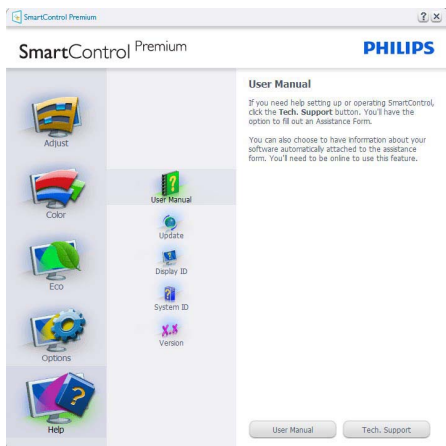 SmartControl Premium
SmartControl Premium
PHILIPS
Adjust
Color
Eco
Options
Help
User Manual
Update
Display ID
System ID
X.X
Version
User Manual
If you need help setting up or operating SmartControl,
click the Tech. Support button. You'll have the
option to fill out an Assistance Form.
You can also choose to have information about your
software automatically attached to the assistance
form. You'll need to be online to use this feature.
User Manual
Tech. Support